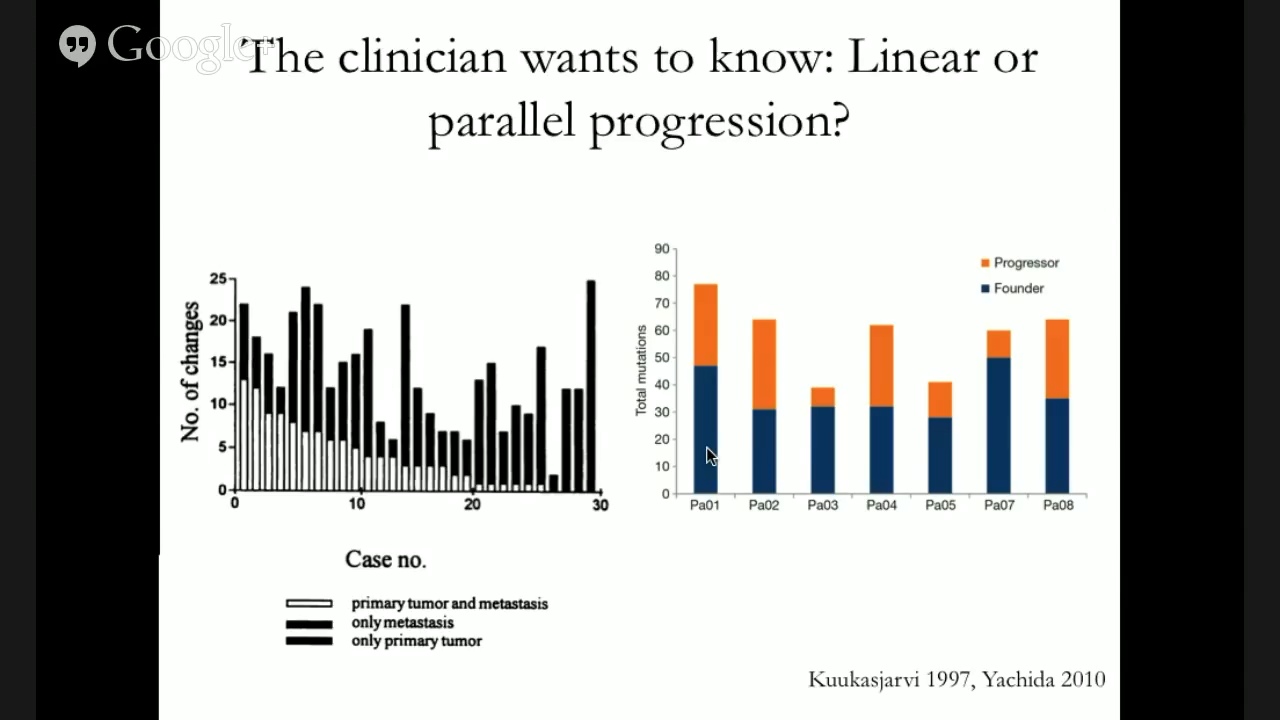 Google+
The clinician wants to know: Linear or
parallel progression?
25
20
15
10
5
0
No. of changes
0 10 20 30
Case no.
primary tumor and metastasis
only metastasis
only primary tumor
90
80
70
60
50
40
30
20
10
0
Total mutations
Progressor
Founder
Pa01 Pa02 Pa03 Pa04 Pa05 Pa07 Pa08
Kuukasjarvi 1997, Yachida 2010